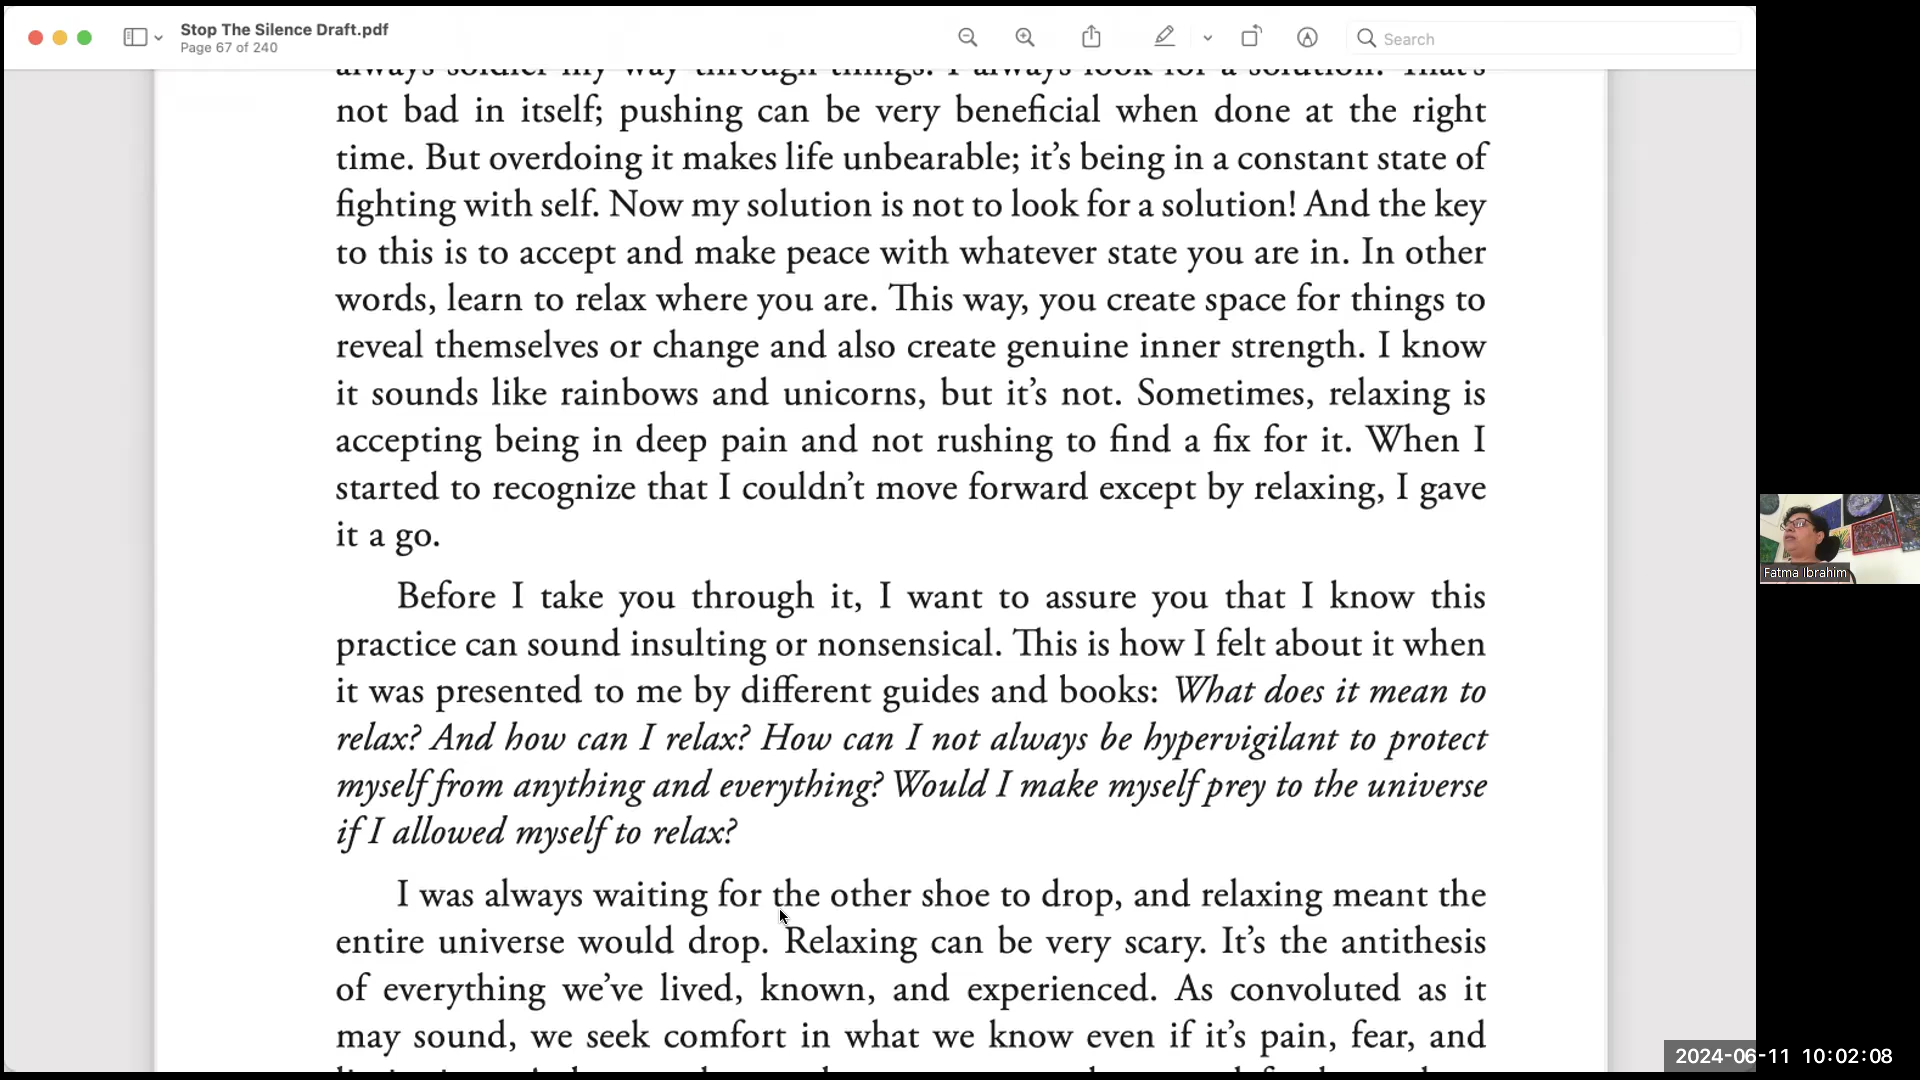 Stop The Silence Draft.pdf
Page 67 of 240
Search
always soldier my way through things. I always look for a solution. That's
not bad in itself; pushing can be very beneficial when done at the right
time. But overdoing it makes life unbearable; it's being in a constant state of
fighting with self. Now my solution is not to look for a solution! And the key
to this is to accept and make peace with whatever state you are in. In other
words, learn to relax where you are. This way, you create space for things to
reveal themselves or change and also create genuine inner strength. I know
it sounds like rainbows and unicorns, but it's not. Sometimes, relaxing is
accepting being in deep pain and not rushing to find a fix for it. When I
started to recognize that I couldn't move forward except by relaxing, I gave
it a go.
Before I take you through it, I want to assure you that I know this
practice can sound insulting or nonsensical. This is how I felt about it when
it was presented to me by different guides and books: What does it mean to
relax? And how can I relax? How can I not always be hypervigilant to protect
myself from anything and everything? Would I make myself prey to the universe
if I allowed myself to relax?
I was always waiting for the other shoe to drop, and relaxing meant the
entire universe would drop. Relaxing can be very scary. It's the antithesis
of everything we've lived, known, and experienced. As convoluted as it
may sound, we seek comfort in what we know even if it's pain, fear, and
Fatma Ibrahim
2024-06-11 10:02:08